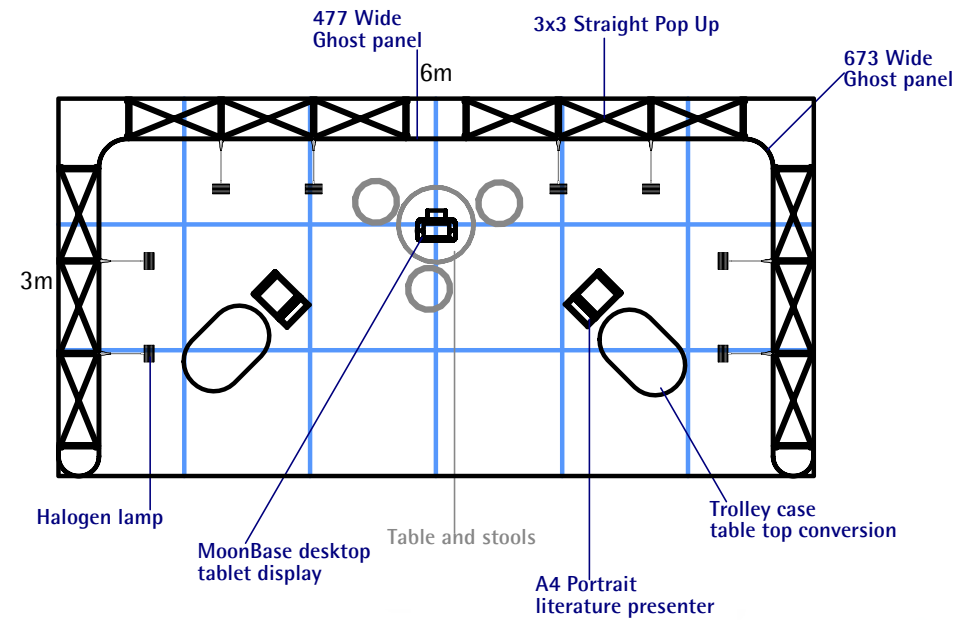 477 Wide
Ghost panel
3x3 Straight Pop Up
673 Wide
Ghost panel
6m
3m
Halogen lamp
MoonBase desktop
tablet display
Table and stools
A4 Portrait
literature presenter
Trolley case
table top conversion